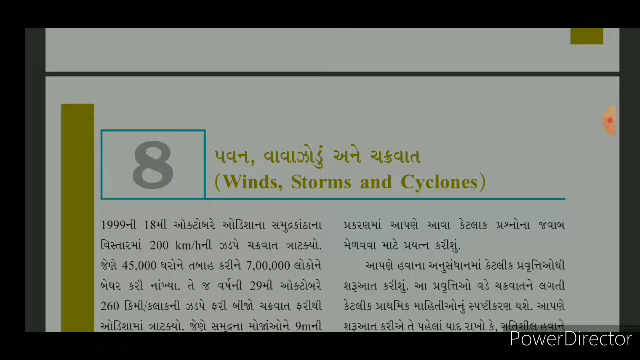 8
પવન, વાવાઝોડું અને ચક્રવાત
(Winds, Storms and Cyclones)
1999ની 18મી ઑક્ટોબરે ઓડિશાના સમુદ્રકાંઠાના
વિસ્તારમાં 200 km/hની ઝડપે ચક્રવાત ત્રાટક્યો.
જેણે 45,000 ઘરોને તબાહ કરીને 7,00,000 લોકોને
બેઘર કરી નાંખ્યા. તે જ વર્ષની 29મી ઑક્ટોબરે
260 કિમી/કલાકની ઝડપે ફરી બીજો ચક્રવાત ફરીથી
ઓડિશામાં ત્રાટક્યો. જેણે સમુદ્રના મોજાંઓને 9mની
પ્રકરણમાં આપણે આવા કેટલાક પ્રશ્નોના જવાબ
મેળવવા માટે પ્રયત્ન કરીશું.
આપણે હવાના અનુસંધાનમાં કેટલીક પ્રવૃત્તિઓથી
શરૂઆત કરીશું. આ પ્રવૃત્તિઓ વડે ચક્રવાતને લગતી
કેટલીક પ્રાથમિક માહિતીઓનું સ્પષ્ટીકરણ થશે. આપણે
શરૂઆત કરીએ તે પહેલાં યાદ રાખો કે, ગતિશીલ હવાને
PowerDirector